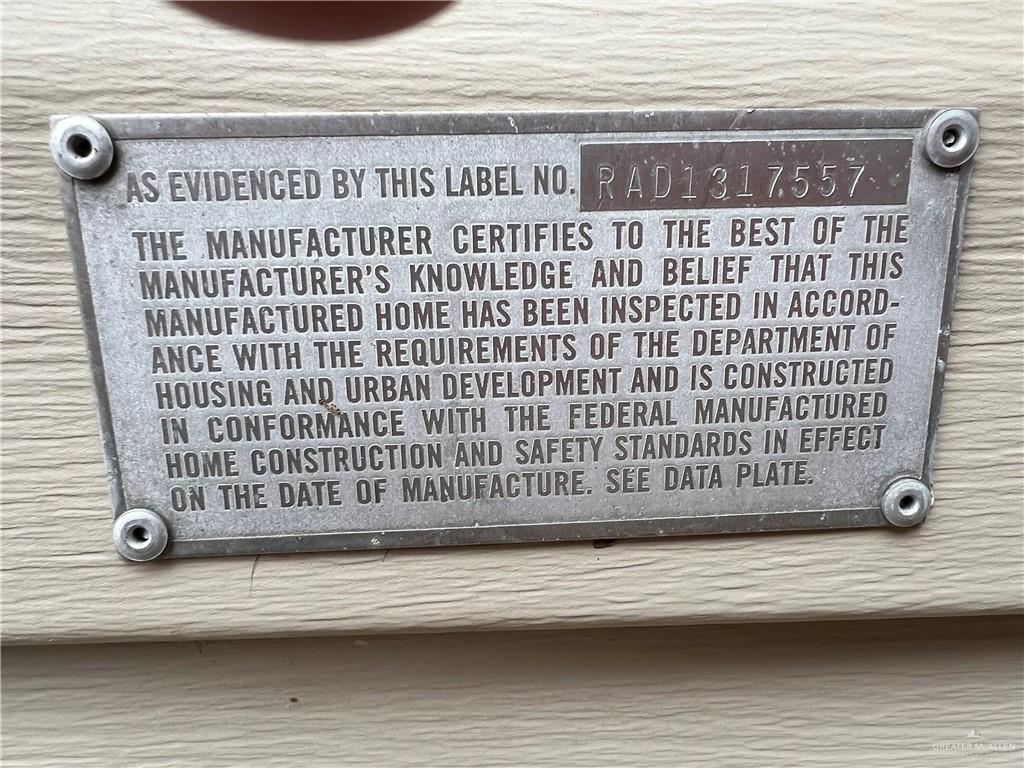 AS EVIDENCED BY THIS LABEL NO. RAD1317557
THE MANUFACTURER CERTIFIES TO THE BEST OF THE
MANUFACTURER'S KNOWLEDGE AND BELIEF THAT THIS
MANUFACTURED HOME HAS BEEN INSPECTED IN ACCORD-
ANCE WITH THE REQUIREMENTS OF THE DEPARTMENT OF
HOUSING AND URBAN DEVELOPMENT AND IS CONSTRUCTED
IN CONFORMANCE WITH THE FEDERAL MANUFACTURED
HOME CONSTRUCTION AND SAFETY STANDARDS IN EFFECT
ON THE DATE OF MANUFACTURE. SEE DATA PLATE.
GREATER McALLEN